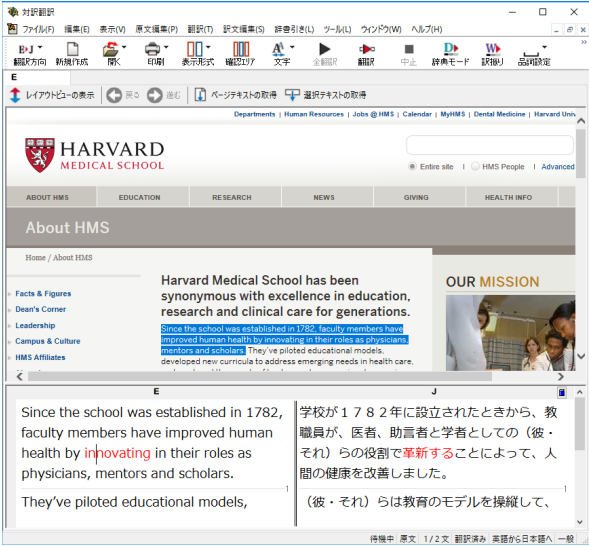 対訳翻訳
ファイル(F) 編集(E) 表示(V) 原文編集(P) 翻訳(T) 訳文編集(S) 辞書引き(L) ツール(L) ウィンドウ(W) ヘルプ(H)
E›J
翻訳方向 新規作成 開く 印刷 表示形式 確認エリア 文字 全翻訳 翻訳 中止 辞典モード 訳振り 品詞設定
E
レイアウトビューの表示 戻る 進む ページテキストの取得 選択テキストの取得
Departments | Human Resources | Jobs @ HMS | Calendar | MyHMS | Dental Medicine | Harvard Univ
HARVARD
MEDICAL SCHOOL
Entire site | HMS People | Advanced
ABOUT HMS EDUCATION RESEARCH NEWS GIVING HEALTH INFO
About HMS
Home / About HMS
Facts & Figures
Dean's Corner
Leadership
Campus & Culture
HMS Affiliates
Harvard Medical School has been
synonymous with excellence in education,
research and clinical care for generations.
Since the school was established in 1782, faculty members have
improved human health by innovating in their roles as physicians,
mentors and scholars. They've piloted educational models,
developed new curricula to address emerging needs in health care,
OUR MISSION
E J
Since the school was established in 1782,
faculty members have improved human
health by innovating in their roles as
physicians, mentors and scholars.
1
They've piloted educational models,
学校が１７８２年に設立されたときから、教
職員が、医者、助言者と学者としての（彼・
それ）らの役割で革新することによって、人
間の健康を改善しました。
1
（彼・それ）らは教育のモデルを操縦して、
待機中 原文 1/2文 翻訳済み 英語から日本語へ 一般